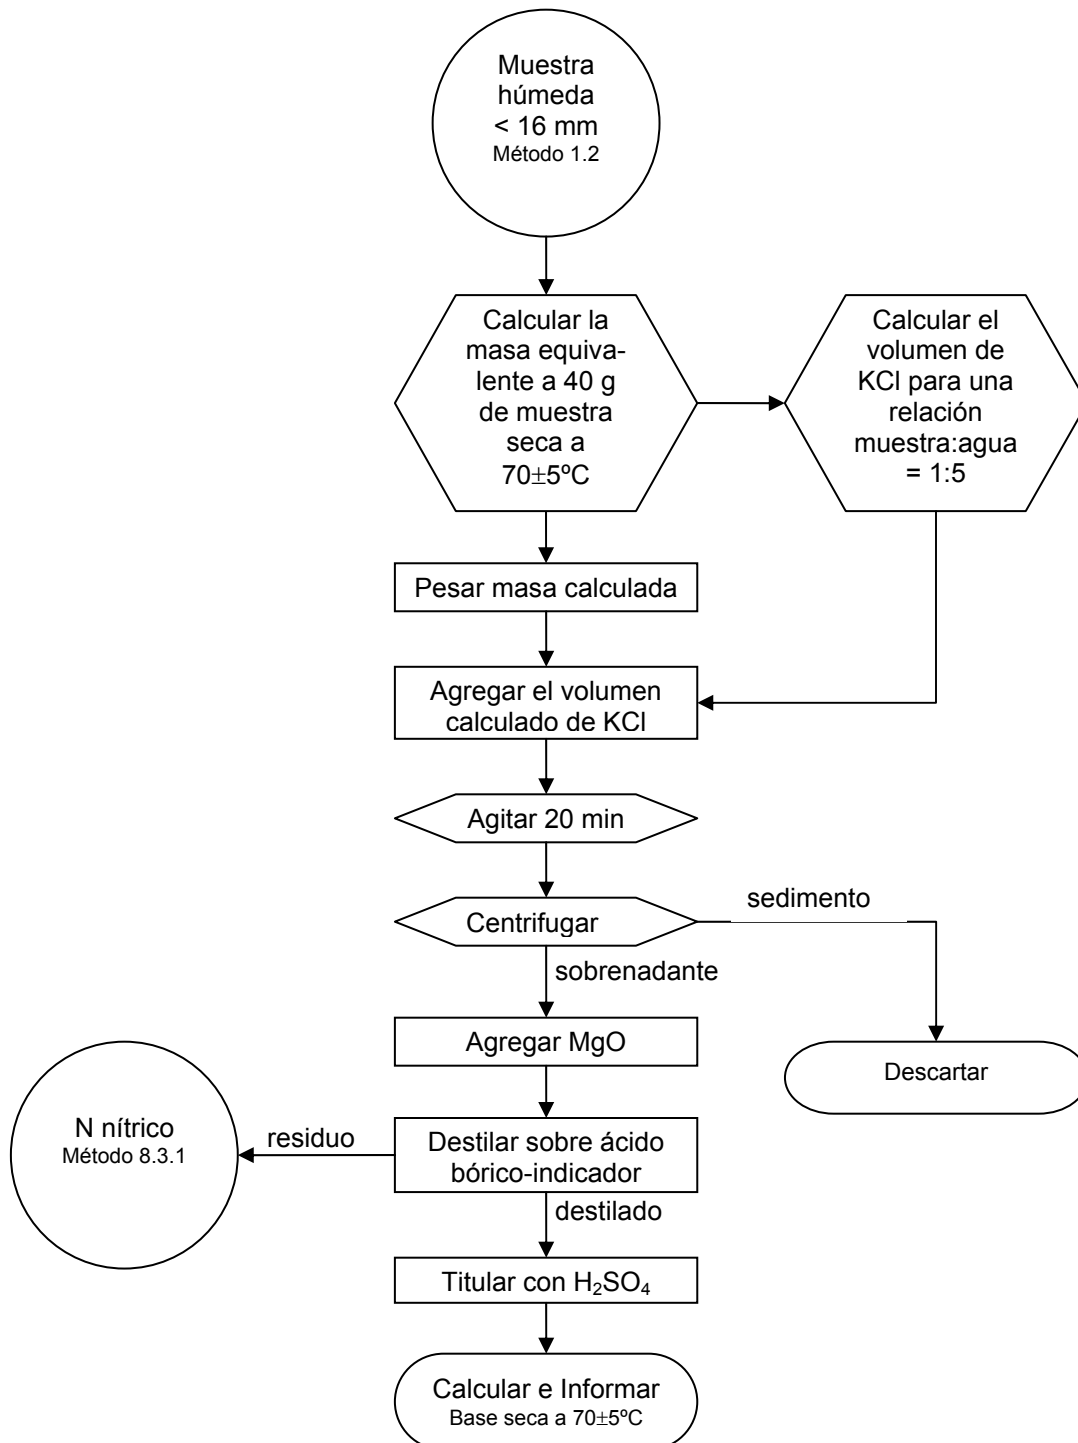 Muestra
húmeda
< 16 mm
Método 1.2
Calcular la
masa equiva-
lente a 40 g
de muestra
seca a
70±5ºC
Calcular el
volumen de
KCl para una
relación
muestra:agua
= 1:5
Pesar masa calculada
Agregar el volumen
calculado de KCl
Agitar 20 min
Centrifugar
sedimento
sobrenadante
Agregar MgO
Descartar
N nítrico
Método 8.3.1
residuo
Destilar sobre ácido
bórico-indicador
destilado
Titular con H₂SO₄
Calcular e Informar
Base seca a 70±5ºC